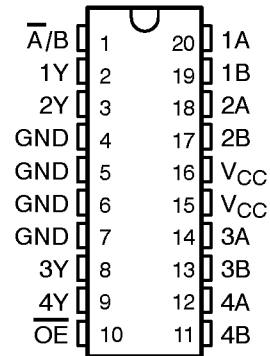 A̅/B 1 20 1A
1Y 2 19 1B
2Y 3 18 2A
GND 4 17 2B
GND 5 16 VCC
GND 6 15 VCC
GND 7 14 3A
3Y 8 13 3B
4Y 9 12 4A
O̅E̅ 10 11 4B